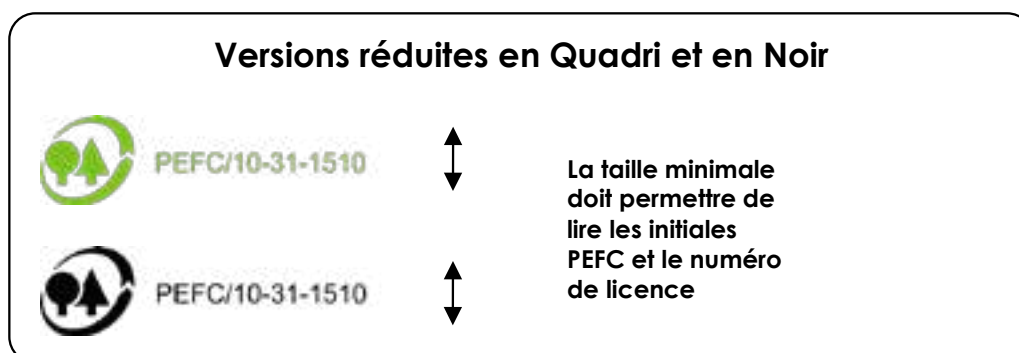 Versions réduites en Quadri et en Noir
PEFC/10-31-1510
La taille minimale
doit permettre de
lire les initiales
PEFC et le numéro
de licence
PEFC/10-31-1510